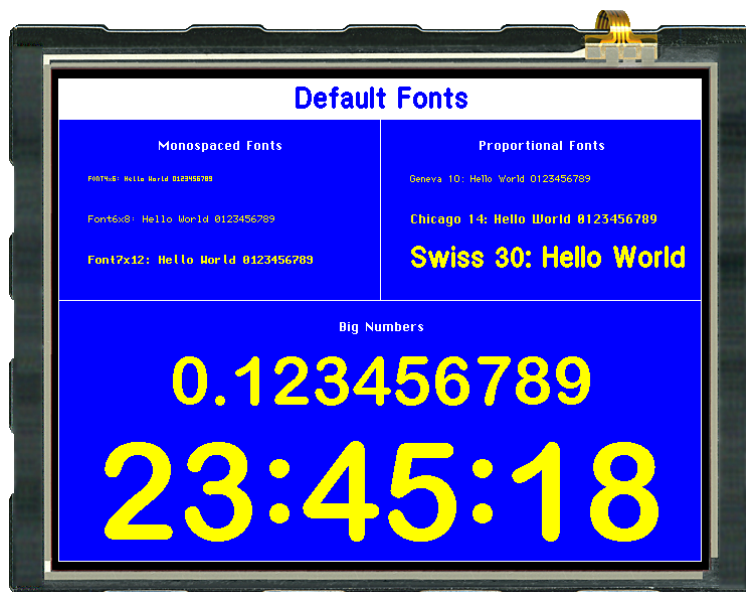 Default Fonts
Monospaced Fonts
FONT4x6: Hello World 0123456789
Font6x8: Hello World 0123456789
Font7x12: Hello World 0123456789
Proportional Fonts
Geneva 10: Hello World 0123456789
Chicago 14: Hello World 0123456789
Swiss 30: Hello World
Big Numbers
0.123456789
23:45:18